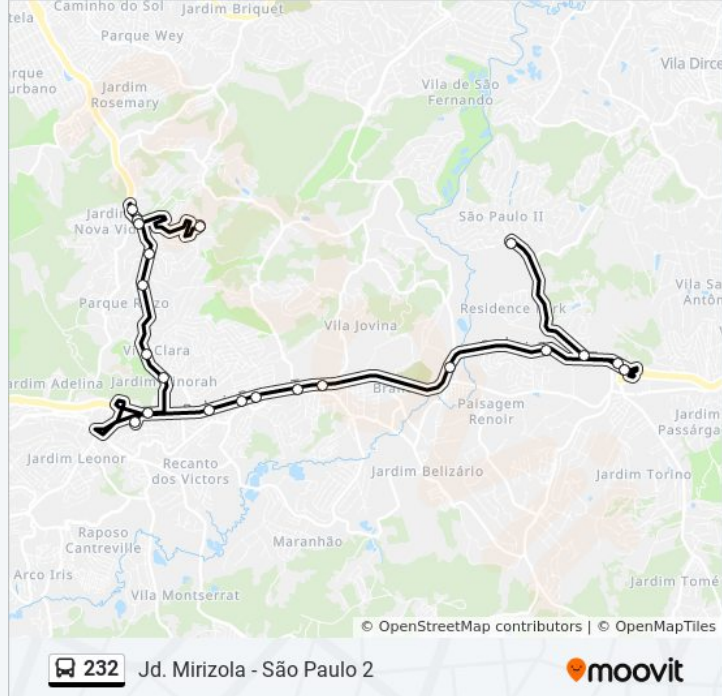 Caminho do Sol
Jardim Briquet
Parque Wey
Vila Dirce
Jardim
Rosemary
Vila de São
Fernando
São Paulo II
Parque Rizzo
Vila Jovina
Residence Park
Vila Clara
Jardim Adelina
Paisagem
Renoir
Jardim
Passárga
Jardim Leonor
Recanto
dos Victors
Jardim Belizário
Jardim Torino
Raposo
Cantreville
Maranhão
Arco Iris
Vila Montserrat
Jardim Tomé
© OpenStreetMap contributors | © OpenMapTiles
232 Jd. Mirizola - São Paulo 2
moovit